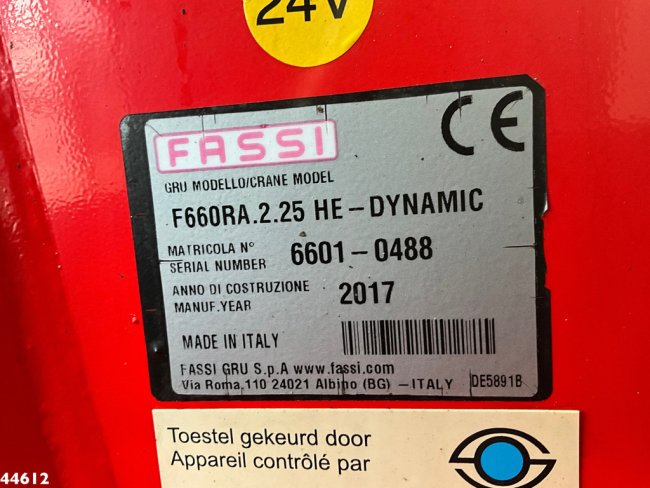 24V
FASSI
CE
GRU MODELLO/CRANE MODEL
F660RA.2.25 HE-DYNAMIC
MATRICOLA N°
SERIAL NUMBER 6601-0488
ANNO DI COSTRUZIONE
MANUF.YEAR 2017
MADE IN ITALY
FASSI GRU S.p.A www.fassi.com
Via Roma,110 24021 Albino (BG) - ITALY DE5891B
Toestel gekeurd door
Appareil contrôlé par
44612